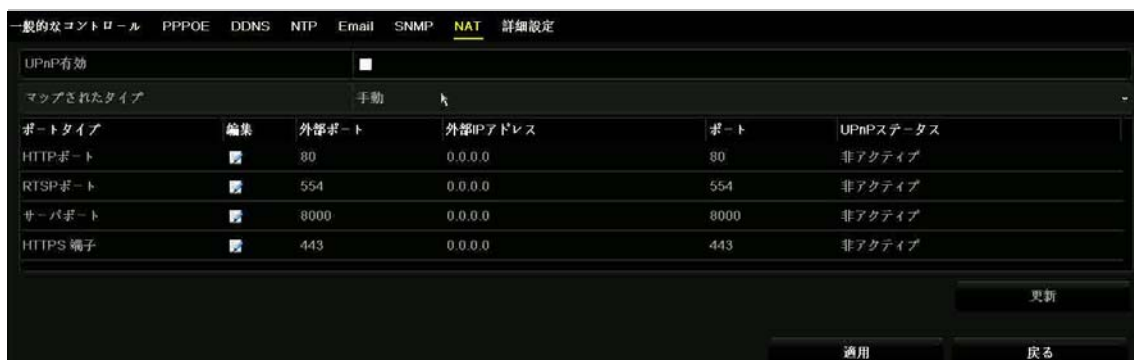 一般的なコントロール PPPOE DDNS NTP Email SNMP NAT 詳細設定
UPnP有効
マップされたタイプ 手動
ポートタイプ 編集 外部ポート 外部IPアドレス ポート UPnPステータス
HTTPポート 80 0.0.0.0 80 非アクティブ
RTSPポート 554 0.0.0.0 554 非アクティブ
サーバポート 8000 0.0.0.0 8000 非アクティブ
HTTPS 端子 443 0.0.0.0 443 非アクティブ
更新
適用 戻る